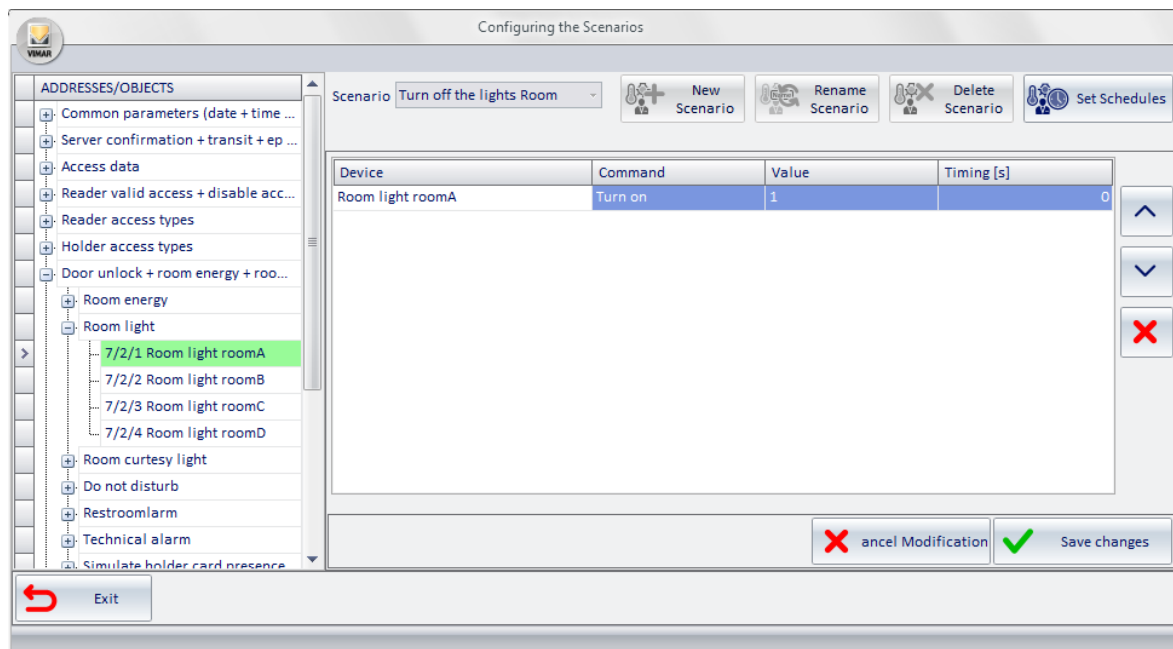 Configuring the Scenarios
VIMAR
ADDRESSES/OBJECTS
Common parameters (date + time ...
Server confirmation + transit + ep ...
Access data
Reader valid access + disable acc...
Reader access types
Holder access types
Door unlock + room energy + roo...
Room energy
Room light
7/2/1 Room light roomA
7/2/2 Room light roomB
7/2/3 Room light roomC
7/2/4 Room light roomD
Room curtesy light
Do not disturb
Restroomlarm
Technical alarm
Simulate holder card presence
Scenario Turn off the lights Room
New
Scenario
Rename
Scenario
Delete
Scenario
Set Schedules
Device Command Value Timing [s]
Room light roomA Turn on 1 0
ancel Modification
Save changes
Exit